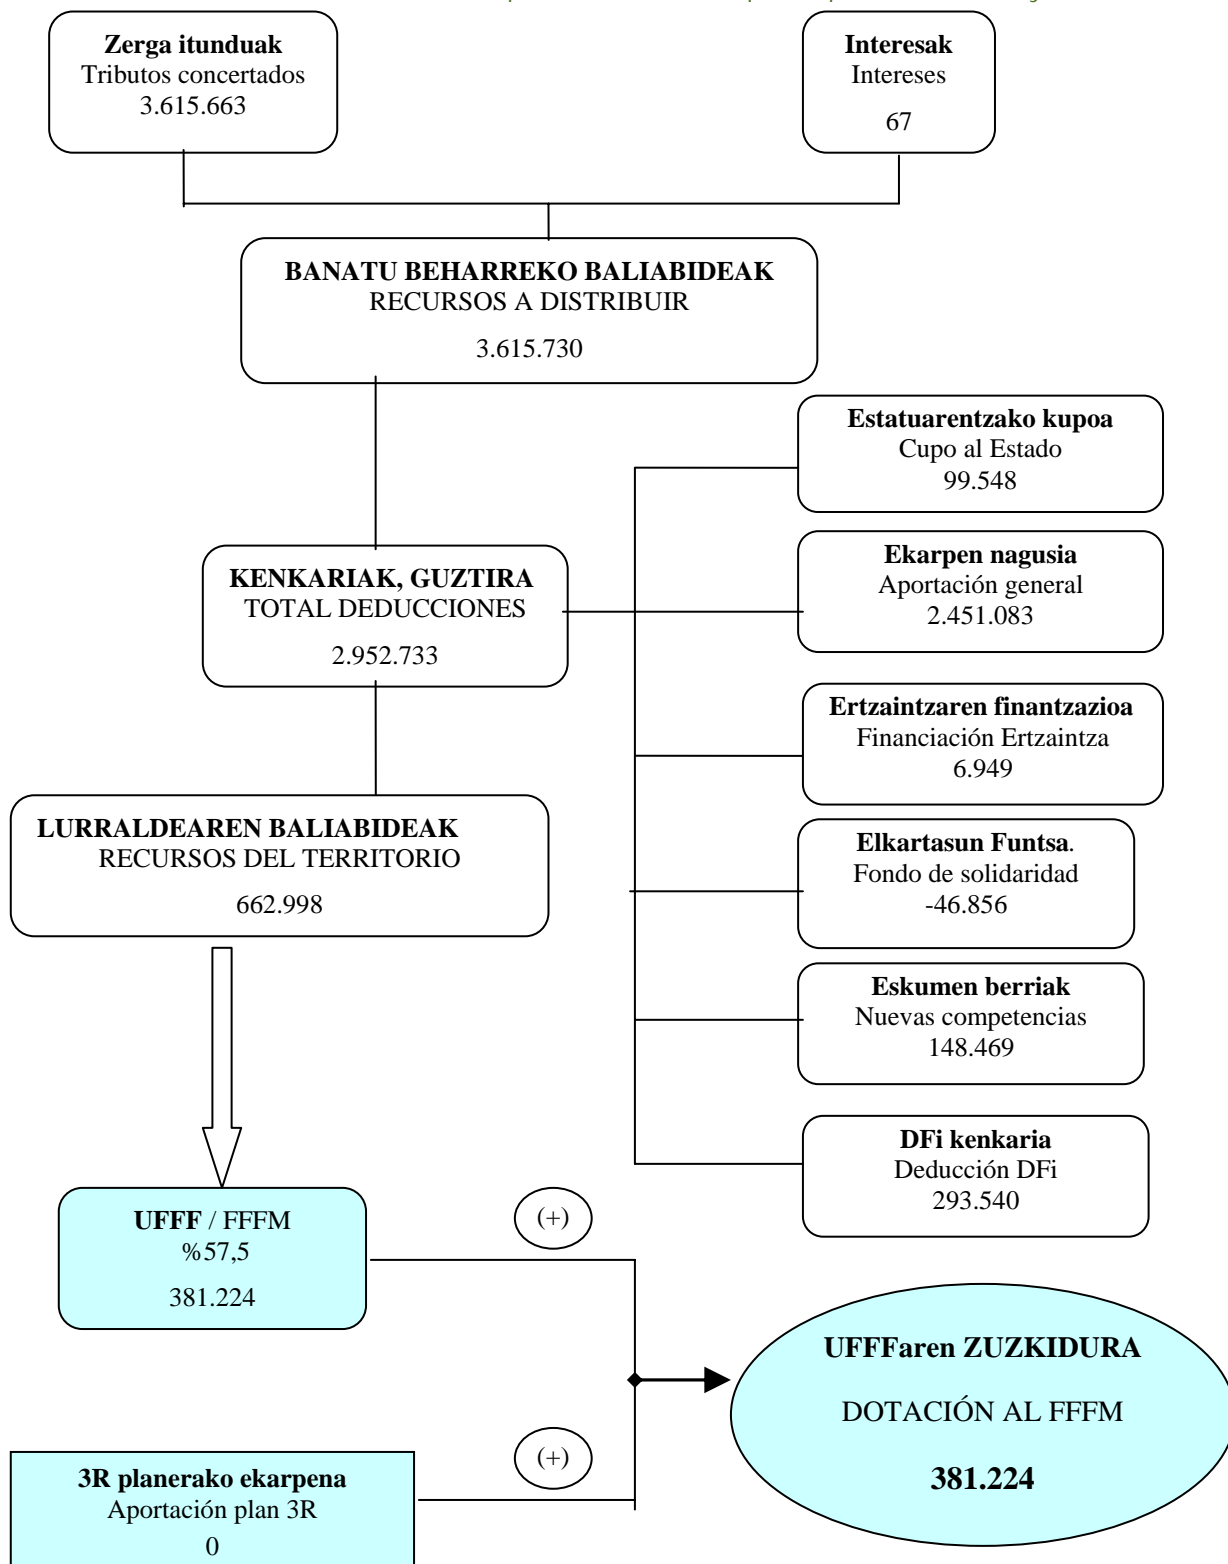 Zerga itunduak
Tributos concertados
3.615.663
Interesak
Intereses
67
BANATU BEHARREKO BALIABIDEAK
RECURSOS A DISTRIBUIR
3.615.730
Estatuarentzako kupoa
Cupo al Estado
99.548
Ekarpen nagusia
Aportación general
2.451.083
KENKARIAK, GUZTIRA
TOTAL DEDUCCIONES
2.952.733
Ertzaintzaren finantzazioa
Financiación Ertzaintza
6.949
LURRALDEAREN BALIABIDEAK
RECURSOS DEL TERRITORIO
662.998
Elkartasun Funtsa.
Fondo de solidaridad
-46.856
Eskumen berriak
Nuevas competencias
148.469
DFi kenkaria
Deducción DFi
293.540
UFFF / FFFM
%57,5
381.224
(+)
UFFFaren ZUZKIDURA
DOTACIÓN AL FFFM
381.224
(+)
3R planerako ekarpena
Aportación plan 3R
0